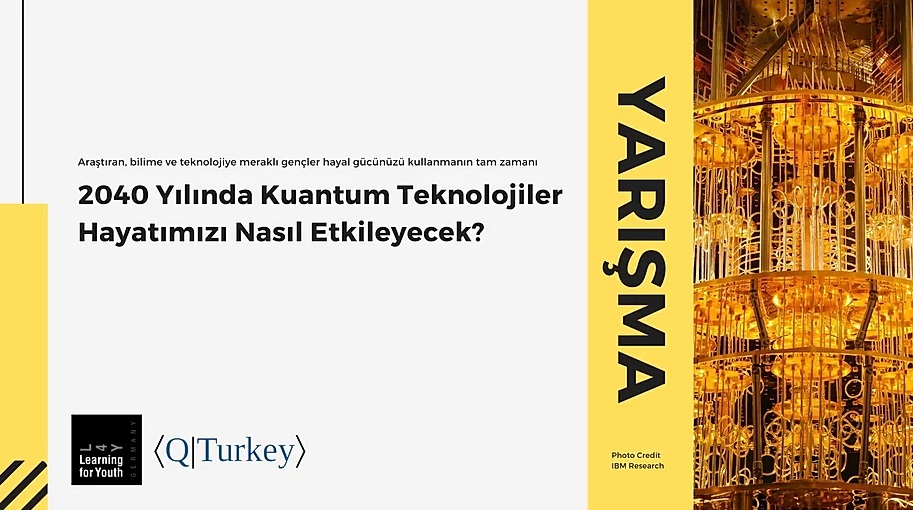 Araştıran, bilime ve teknolojiye meraklı gençler hayal gücünüzü kullanmanın tam zamanı
2040 Yılında Kuantum Teknolojiler
Hayatımızı Nasıl Etkileyecek?
YARIŞMA
L4Y
GERMANY
Learning
for Youth
⟨Q|Turkey⟩
Photo Credit
IBM Research